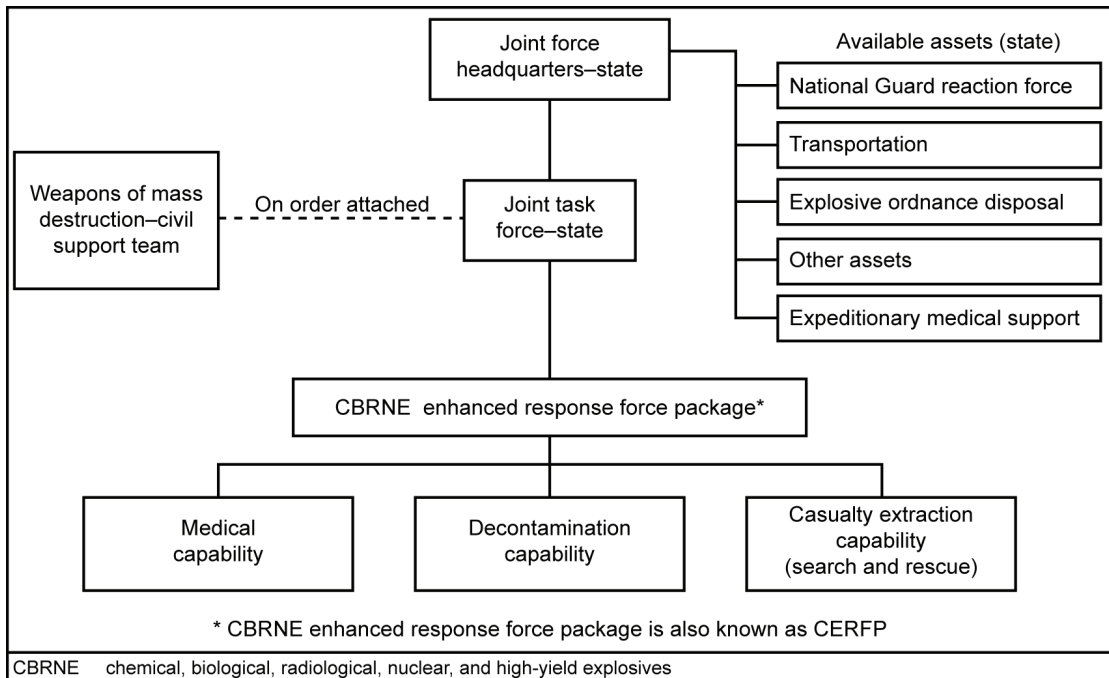 Joint force
headquarters–state
Available assets (state)
National Guard reaction force
Transportation
Explosive ordnance disposal
Other assets
Expeditionary medical support
Weapons of mass
destruction–civil
support team
On order attached
Joint task
force–state
CBRNE enhanced response force package*
Medical
capability
Decontamination
capability
Casualty extraction
capability
(search and rescue)
* CBRNE enhanced response force package is also known as CERFP
CBRNE chemical, biological, radiological, nuclear, and high-yield explosives